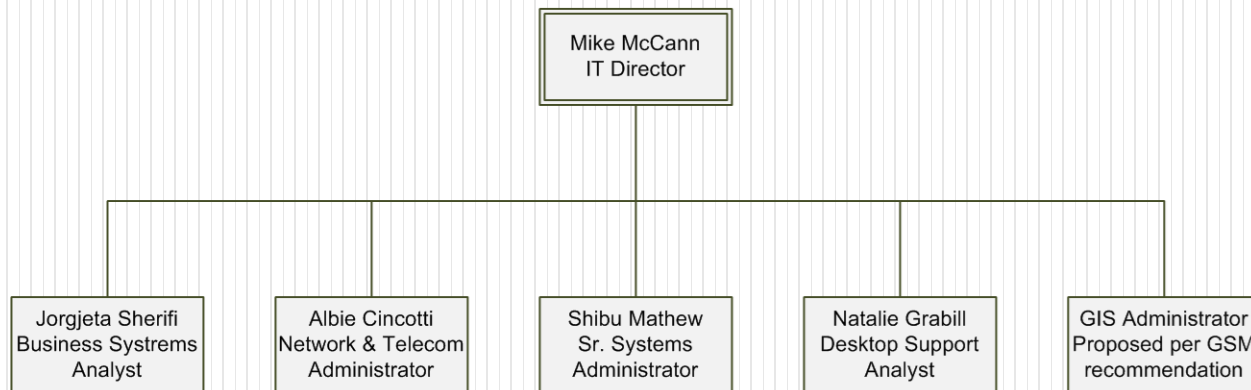 Mike McCann
IT Director
Jorgjeta Sherifi
Business Systrems
Analyst
Albie Cincotti
Network & Telecom
Administrator
Shibu Mathew
Sr. Systems
Administrator
Natalie Grabill
Desktop Support
Analyst
GIS Administrator
Proposed per GSM
recommendation